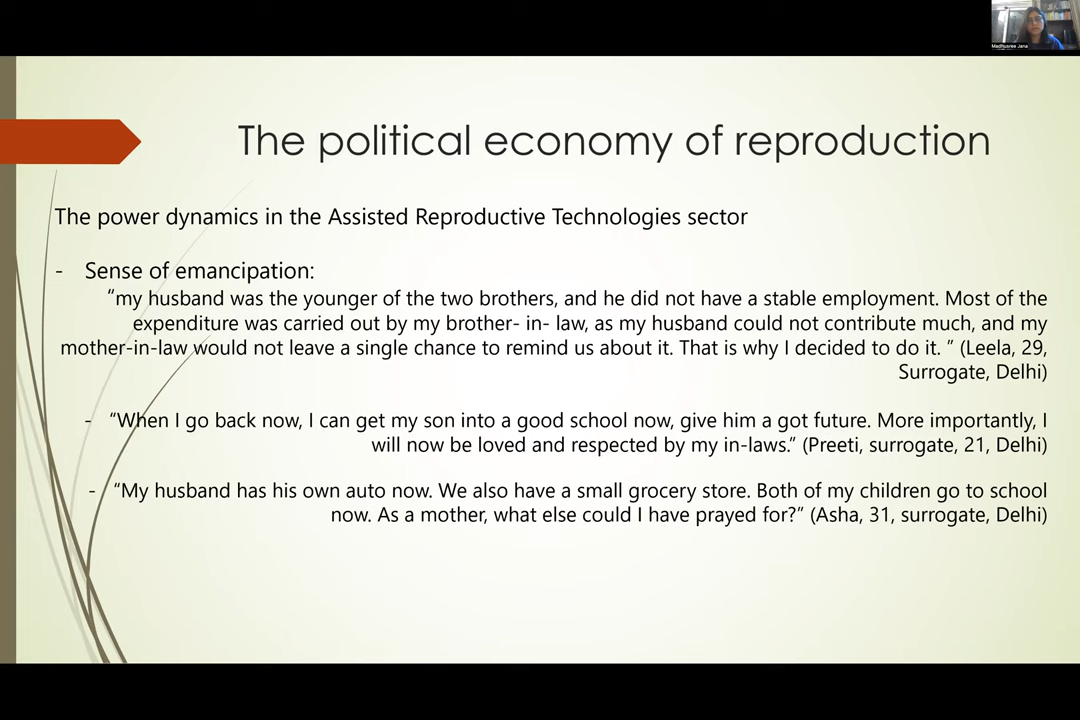 Madhusree Jana
The political economy of reproduction
The power dynamics in the Assisted Reproductive Technologies sector
- Sense of emancipation:
“my husband was the younger of the two brothers, and he did not have a stable employment. Most of the
expenditure was carried out by my brother- in- law, as my husband could not contribute much, and my
mother-in-law would not leave a single chance to remind us about it. That is why I decided to do it. ” (Leela, 29,
Surrogate, Delhi)
- “When I go back now, I can get my son into a good school now, give him a got future. More importantly, I
will now be loved and respected by my in-laws.” (Preeti, surrogate, 21, Delhi)
- “My husband has his own auto now. We also have a small grocery store. Both of my children go to school
now. As a mother, what else could I have prayed for?” (Asha, 31, surrogate, Delhi)